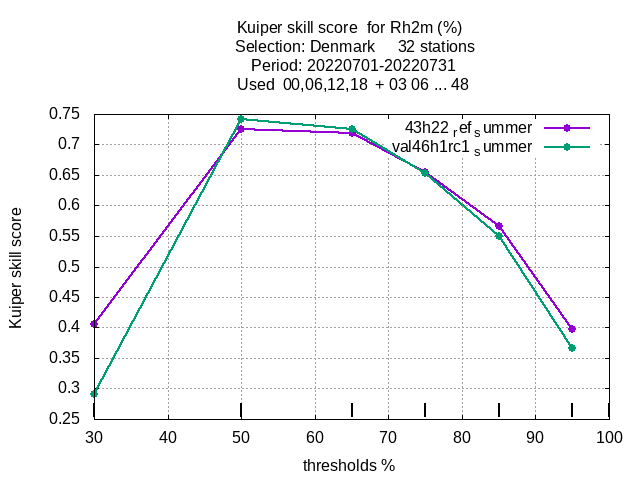 Kuiper skill score  for Rh2m (%)
Selection: Denmark     32 stations
Period: 20220701-20220731
Used  00,06,12,18  + 03 06 ... 48
43h22 ref summer
val46h1rc1 summer
0.75
0.7
0.65
0.6
0.55
0.5
0.45
0.4
0.35
0.3
0.25
Kuiper skill score
30 40 50 60 70 80 90 100
thresholds %